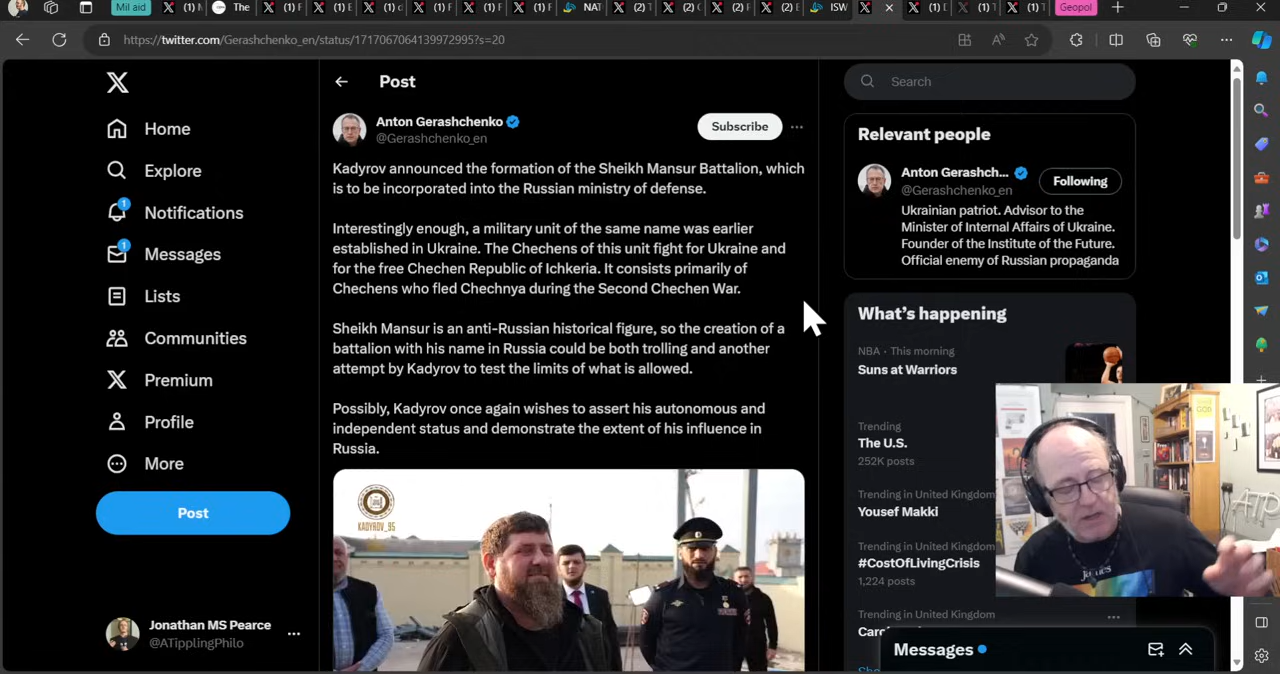 Mil aid
The
NAT
ISW
Geopol
https://twitter.com/Gerashchenko_en/status/1717067064139972995?s=20
Post
Search
Anton Gerashchenko
@Gerashchenko_en
Subscribe
Home
Explore
1
Notifications
1
Messages
Lists
Communities
Premium
Profile
More
Post
Jonathan MS Pearce
@ATipplingPhilo
Kadyrov announced the formation of the Sheikh Mansur Battalion, which
is to be incorporated into the Russian ministry of defense.
Interestingly enough, a military unit of the same name was earlier
established in Ukraine. The Chechens of this unit fight for Ukraine and
for the free Chechen Republic of Ichkeria. It consists primarily of
Chechens who fled Chechnya during the Second Chechen War.
Sheikh Mansur is an anti-Russian historical figure, so the creation of a
battalion with his name in Russia could be both trolling and another
attempt by Kadyrov to test the limits of what is allowed.
Possibly, Kadyrov once again wishes to assert his autonomous and
independent status and demonstrate the extent of his influence in
Russia.
KADYROV_95
Relevant people
Anton Gerashch...
@Gerashchenko_en
Following
Ukrainian patriot. Advisor to the
Minister of Internal Affairs of Ukraine.
Founder of the Institute of the Future.
Official enemy of Russian propaganda
What's happening
NBA · This morning
Suns at Warriors
Trending
The U.S.
252K posts
Trending in United Kingdom
Yousef Makki
Trending in United Kingdom
#CostOfLivingCrisis
1,224 posts
Trending in United Kingdom
Messages
GOD
ATP